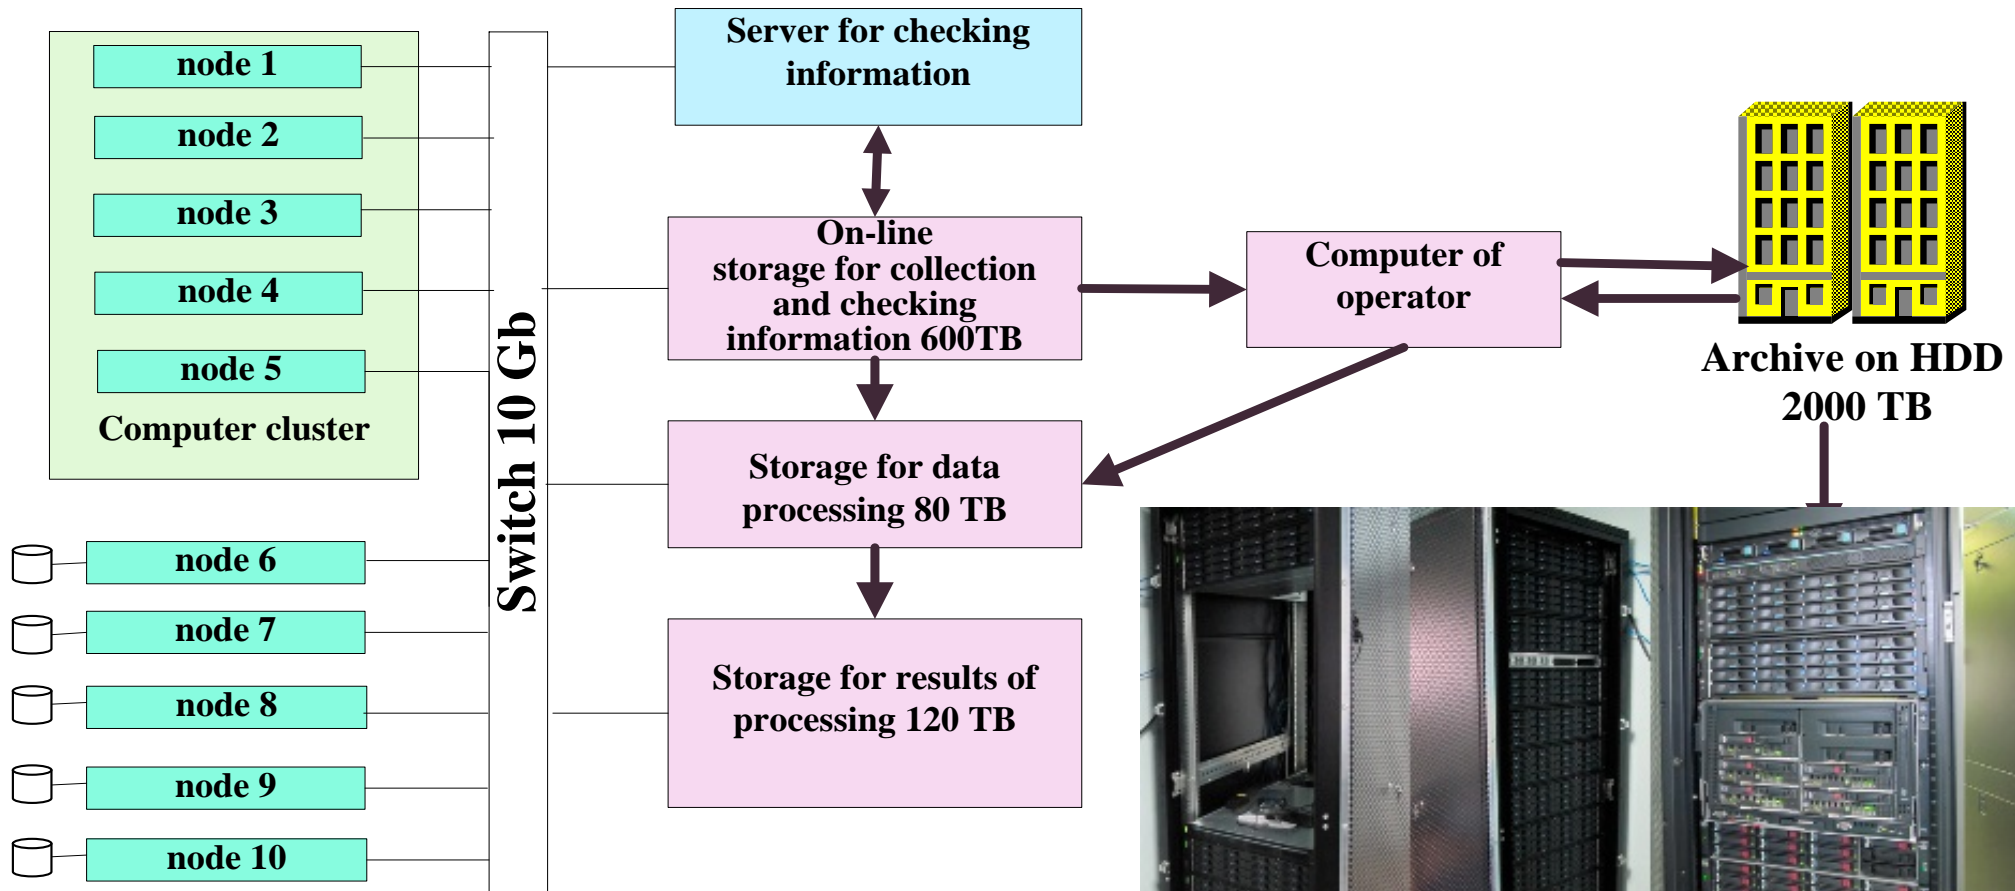 node 1
node 2
node 3
node 4
node 5
Computer cluster
node 6
node 7
node 8
node 9
node 10
Switch 10 Gb
Server for checking
information
On-line
storage for collection
and checking
information 600TB
Storage for data
processing 80 TB
Storage for results of
processing 120 TB
Computer of
operator
Archive on HDD
2000 TB